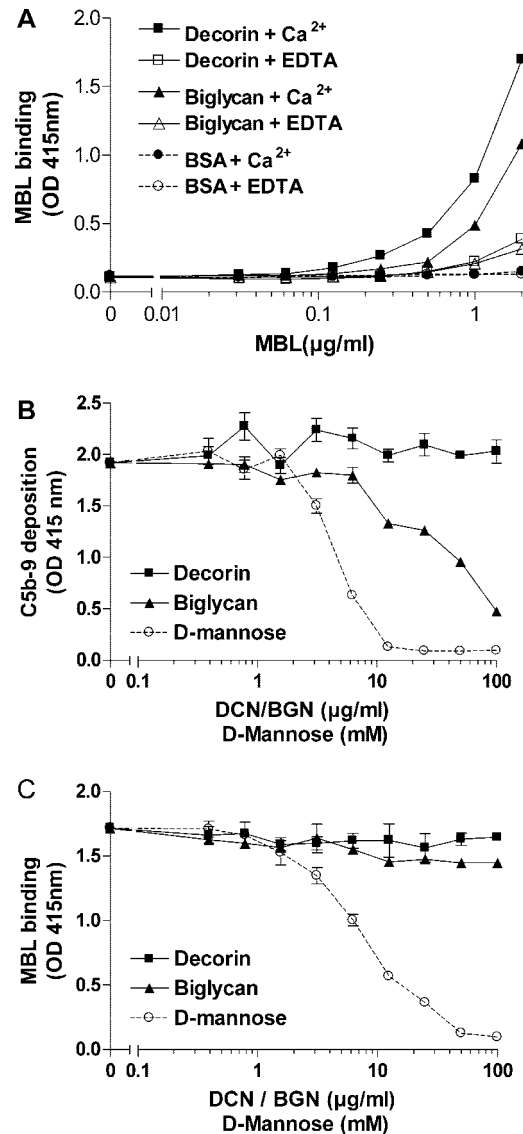 A
MBL binding
(OD 415nm)
2.0
1.5
1.0
0.5
0.0
Decorin + Ca2+
Decorin + EDTA
Biglycan + Ca2+
Biglycan + EDTA
BSA + Ca2+
BSA + EDTA
0 0.01 0.1 1
MBL(µg/ml)
B
C5b-9 deposition
(OD 415 nm)
2.5
2.0
1.5
1.0
0.5
0.0
Decorin
Biglycan
D-mannose
0 0.1 1 10 100
DCN/BGN (µg/ml)
D-Mannose (mM)
C
MBL binding
(OD 415nm)
2.0
1.5
1.0
0.5
0.0
Decorin
Biglycan
D-mannose
0 0.1 1 10 100
DCN / BGN (µg/ml)
D-Mannose (mM)